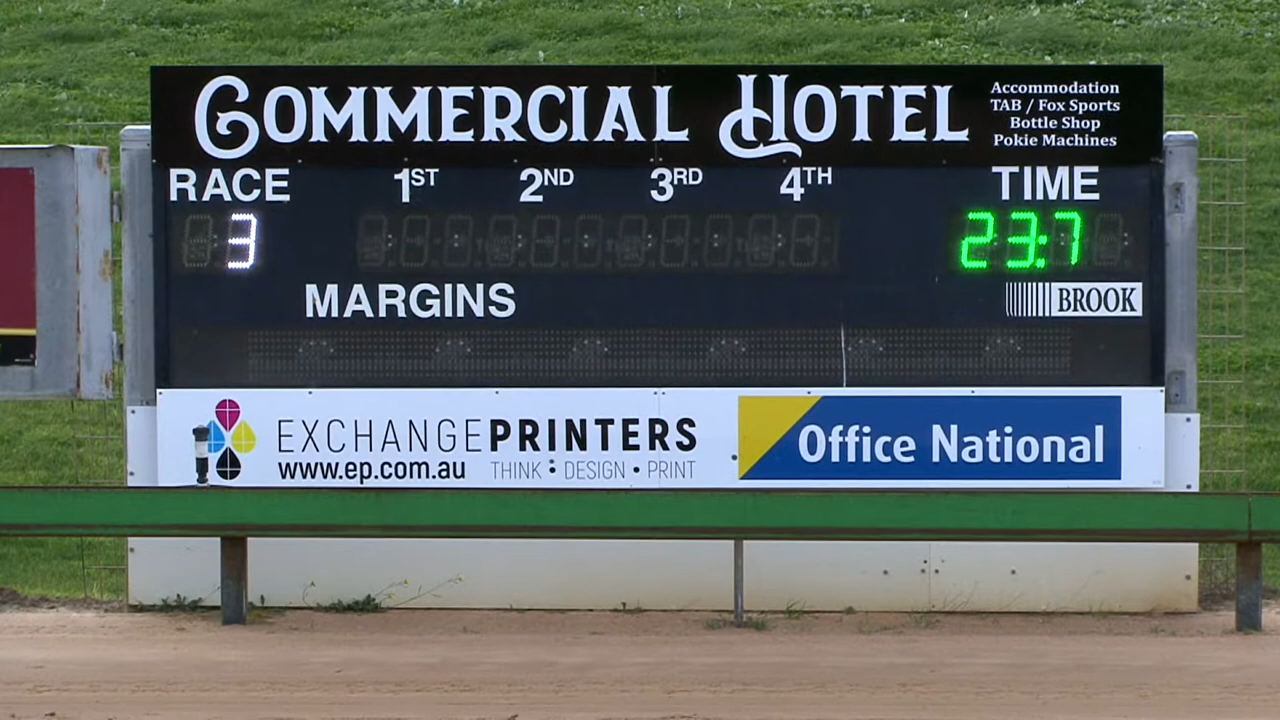 COMMERCIAL HOTEL
Accommodation
TAB / Fox Sports
Bottle Shop
Pokie Machines
RACE 1ST 2ND 3RD 4TH TIME
3 23:7
MARGINS
BROOK
EXCHANGEPRINTERS
www.ep.com.au THINK • DESIGN • PRINT
Office National